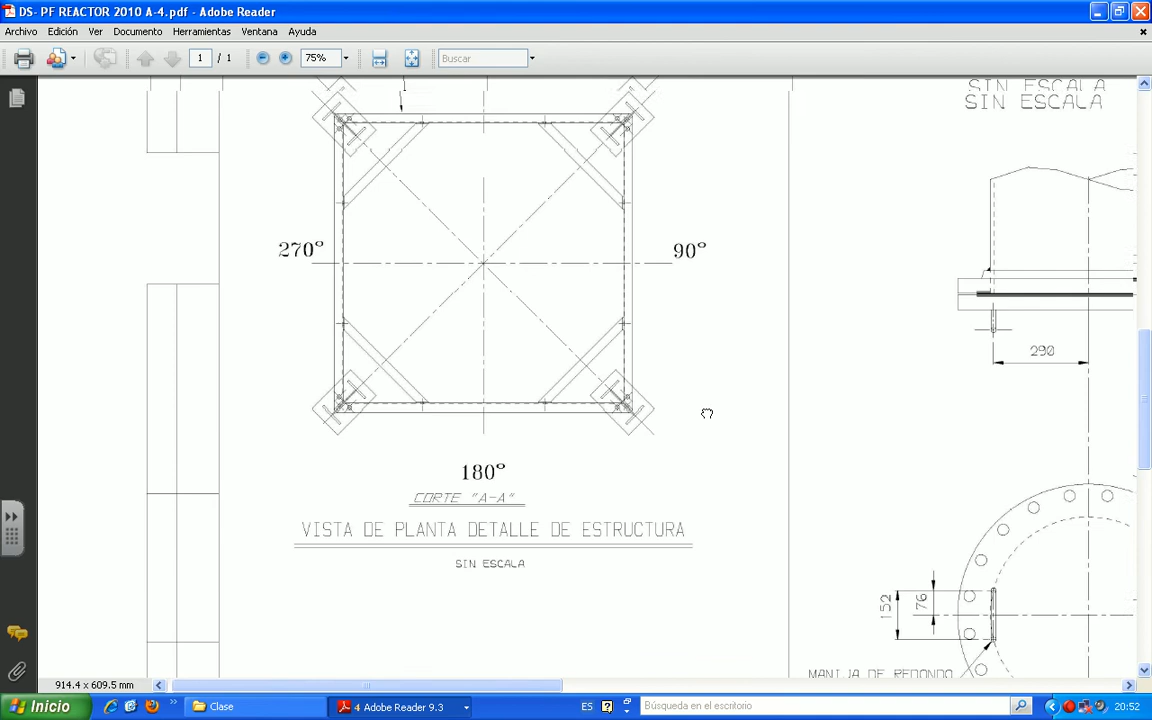 DS- PF REACTOR 2010 A-4.pdf - Adobe Reader
Archivo Edición Ver Documento Herramientas Ventana Ayuda
1 / 1 75% Buscar
SIN ESCALA
SIN ESCALA
270° 90°
290
180°
CORTE "A-A"
VISTA DE PLANTA DETALLE DE ESTRUCTURA
SIN ESCALA
152 76
MANIJA DE REDONDO
914.4 x 609.5 mm
Inicio Clase 4 Adobe Reader 9.3 ES Búsqueda en el escritorio 20:52